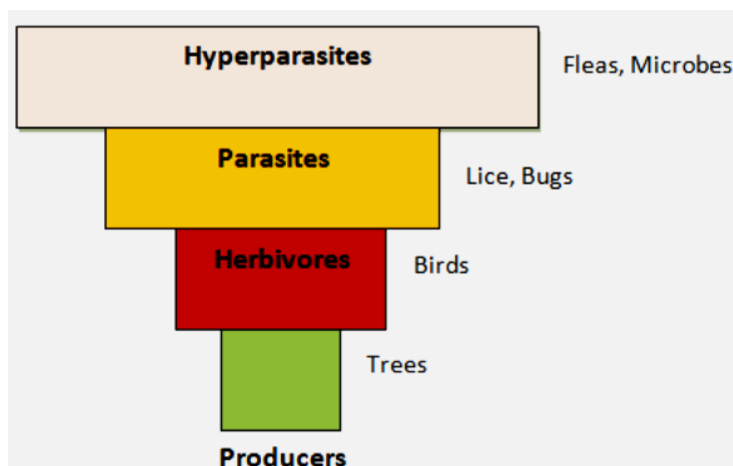 Hyperparasites
Fleas, Microbes
Parasites
Lice, Bugs
Herbivores
Birds
Trees
Producers